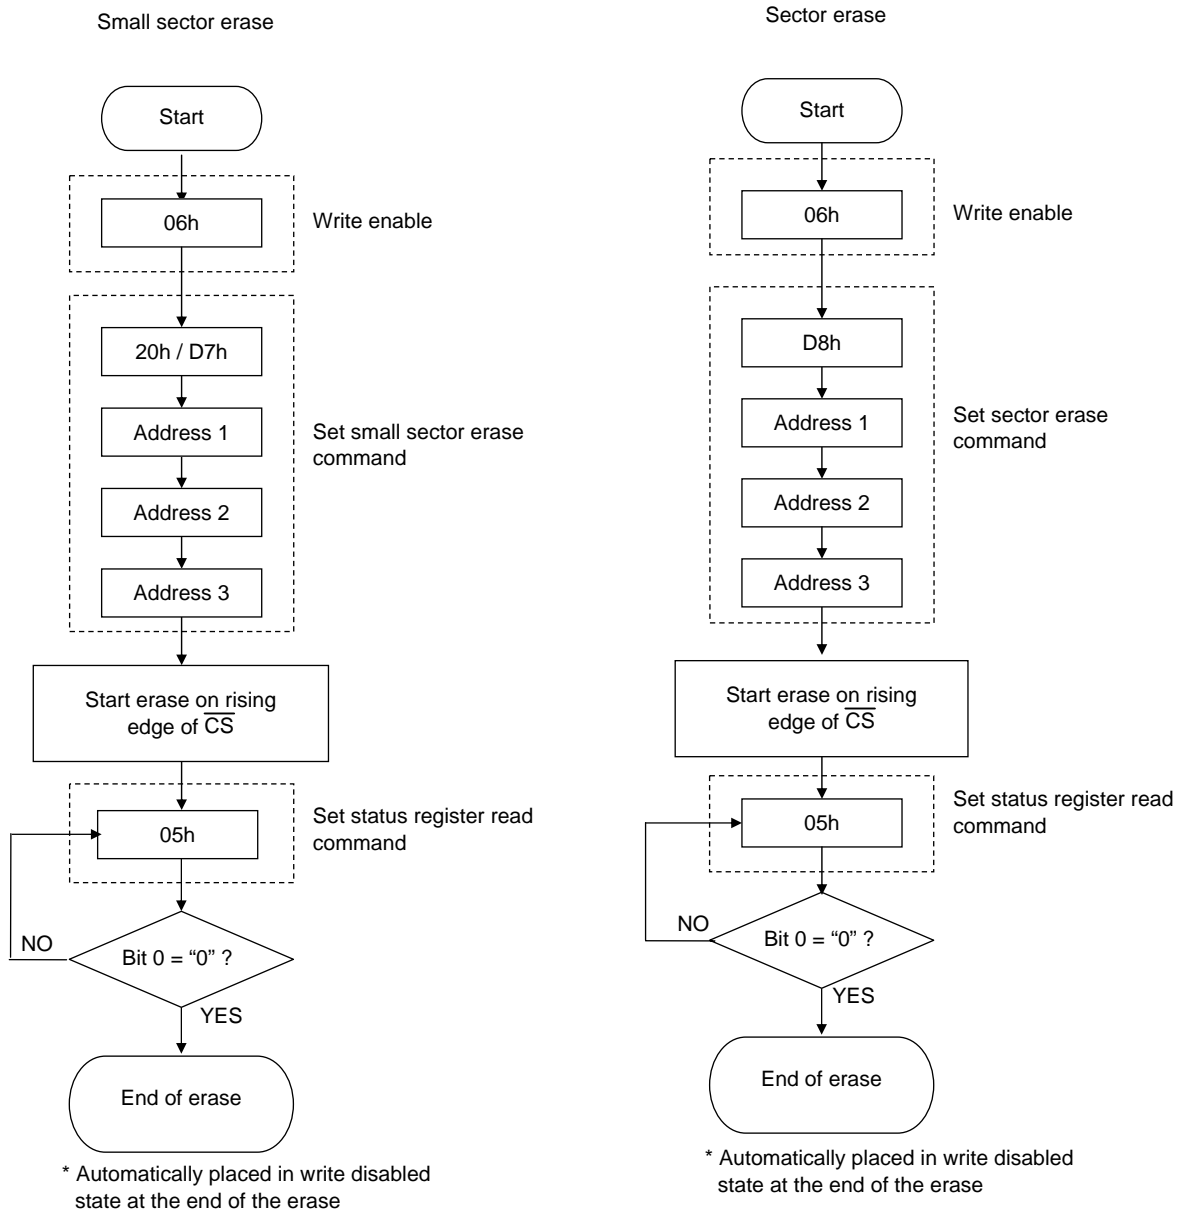 Small sector erase
Start
06h
Write enable
20h / D7h
Address 1
Address 2
Address 3
Set small sector erase
command
Start erase on rising
edge of C̅S̅
05h
Set status register read
command
Bit 0 = “0” ?
NO
YES
End of erase
* Automatically placed in write disabled
state at the end of the erase
Sector erase
Start
06h
Write enable
D8h
Address 1
Address 2
Address 3
Set sector erase
command
Start erase on rising
edge of C̅S̅
05h
Set status register read
command
Bit 0 = “0” ?
NO
YES
End of erase
* Automatically placed in write disabled
state at the end of the erase